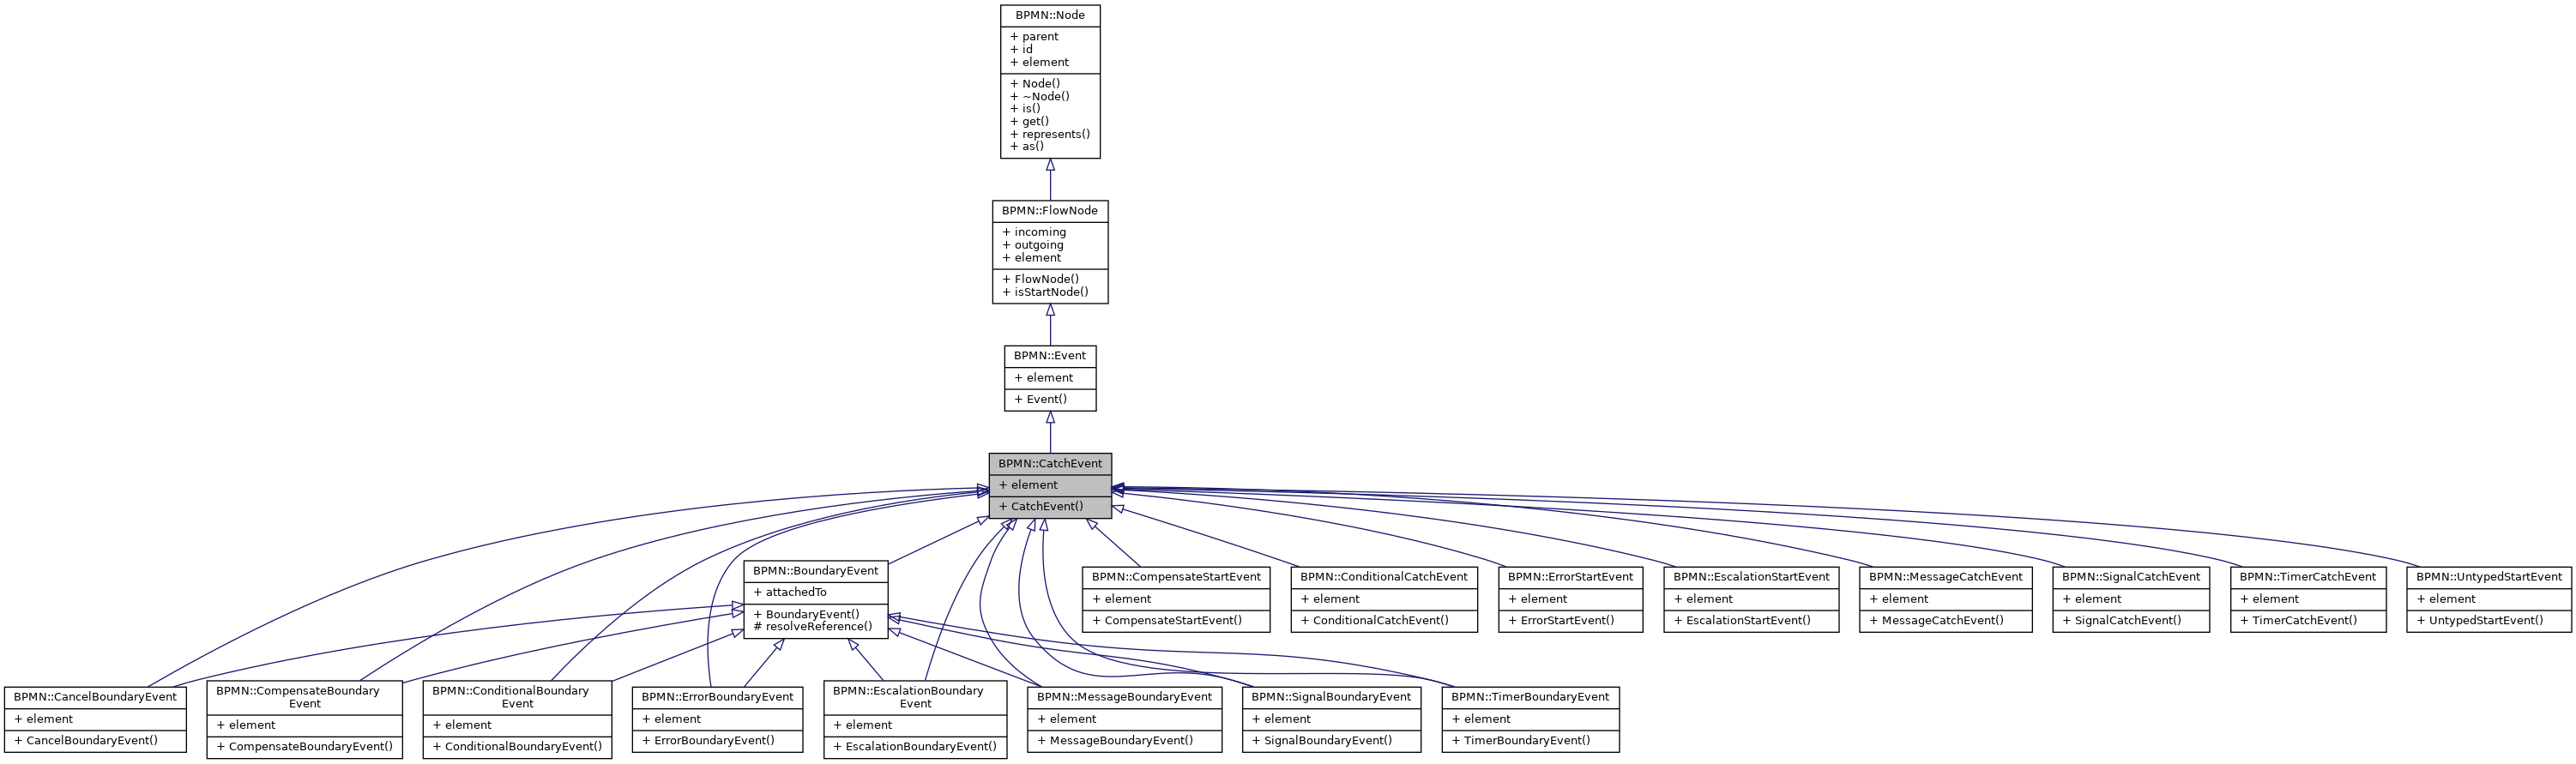 BPMN::Node
+ parent
+ id
+ element
+ Node()
+ ~Node()
+ is()
+ get()
+ represents()
+ as()
BPMN::FlowNode
+ incoming
+ outgoing
+ element
+ FlowNode()
+ isStartNode()
BPMN::Event
+ element
+ Event()
BPMN::CatchEvent
+ element
+ CatchEvent()
BPMN::BoundaryEvent
+ attachedTo
+ BoundaryEvent()
# resolveReference()
BPMN::CompensateStartEvent
+ element
+ CompensateStartEvent()
BPMN::ConditionalCatchEvent
+ element
+ ConditionalCatchEvent()
BPMN::ErrorStartEvent
+ element
+ ErrorStartEvent()
BPMN::EscalationStartEvent
+ element
+ EscalationStartEvent()
BPMN::MessageCatchEvent
+ element
+ MessageCatchEvent()
BPMN::SignalCatchEvent
+ element
+ SignalCatchEvent()
BPMN::TimerCatchEvent
+ element
+ TimerCatchEvent()
BPMN::UntypedStartEvent
+ element
+ UntypedStartEvent()
BPMN::CancelBoundaryEvent
+ element
+ CancelBoundaryEvent()
BPMN::CompensateBoundary
Event
+ element
+ CompensateBoundaryEvent()
BPMN::ConditionalBoundary
Event
+ element
+ ConditionalBoundaryEvent()
BPMN::ErrorBoundaryEvent
+ element
+ ErrorBoundaryEvent()
BPMN::EscalationBoundary
Event
+ element
+ EscalationBoundaryEvent()
BPMN::MessageBoundaryEvent
+ element
+ MessageBoundaryEvent()
BPMN::SignalBoundaryEvent
+ element
+ SignalBoundaryEvent()
BPMN::TimerBoundaryEvent
+ element
+ TimerBoundaryEvent()